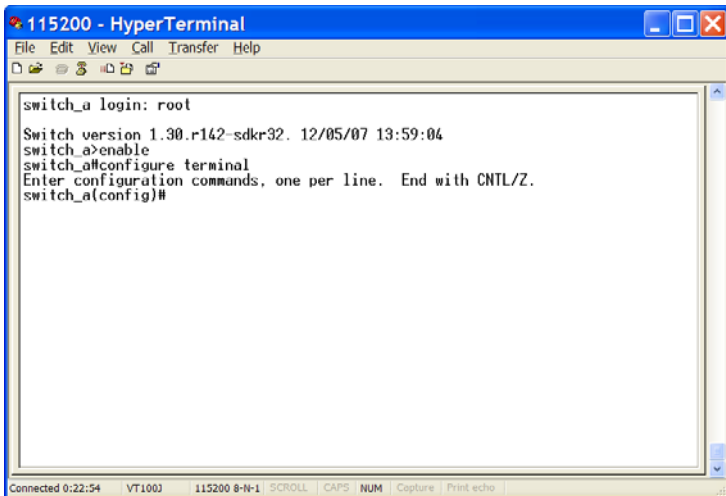 115200 - HyperTerminal
File Edit View Call Transfer Help
switch_a login: root
Switch version 1.30.r142-sdkr32. 12/05/07 13:59:04
switch_a>enable
switch_a#configure terminal
Enter configuration commands, one per line.  End with CNTL/Z.
switch_a(config)#
Connected 0:22:54 VT100J 115200 8-N-1 SCROLL CAPS NUM Capture Print echo